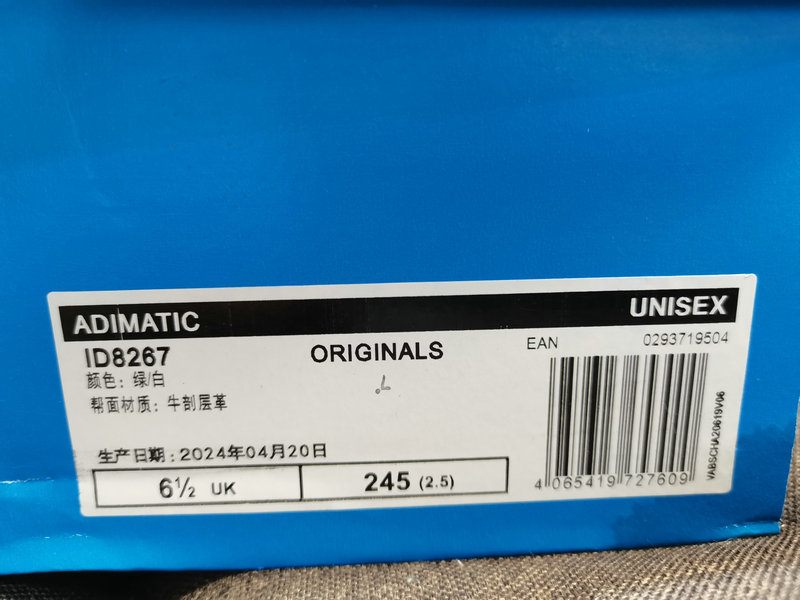 ADIMATIC
UNISEX
ID8267
ORIGINALS
EAN
0293719504
颜色：绿/白
帮面材质：牛剖层革
生产日期：2024年04月20日
6½ UK
245 (2.5)
4 065419 727609
VABSCHA20619V06